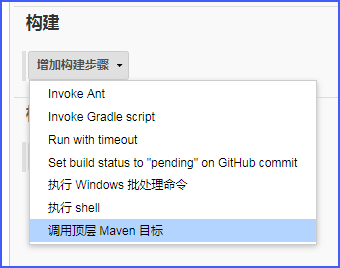 构建
增加构建步骤
Invoke Ant
Invoke Gradle script
Run with timeout
Set build status to "pending" on GitHub commit
执行 Windows 批处理命令
执行 shell
调用顶层 Maven 目标